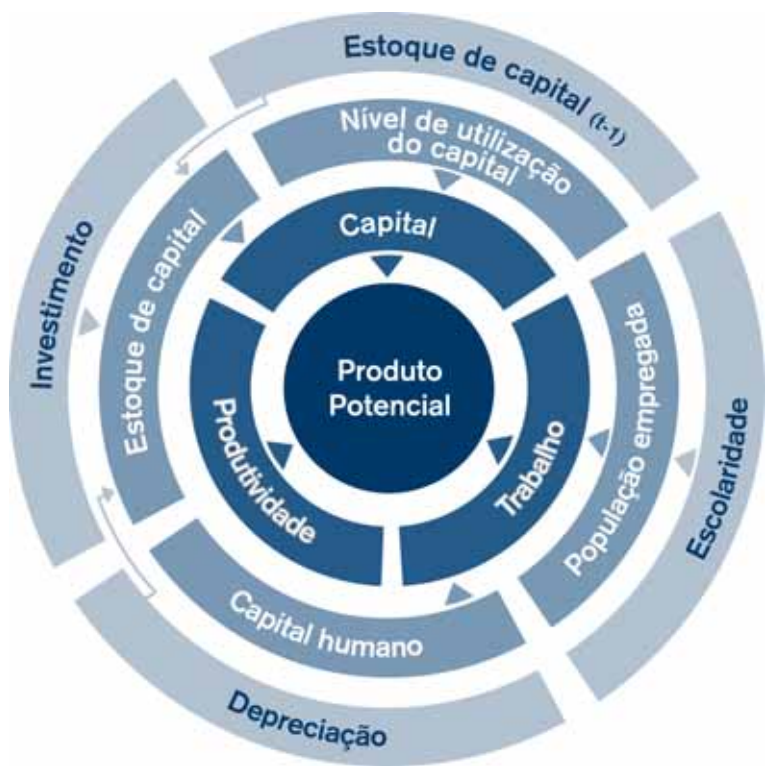 Estoque de capital (t-1)
Nível de utilização
do capital
Capital
Investimento
Estoque de capital
Produto
Potencial
Produtividade
Trabalho
População empregada
Escolaridade
Capital humano
Depreciação